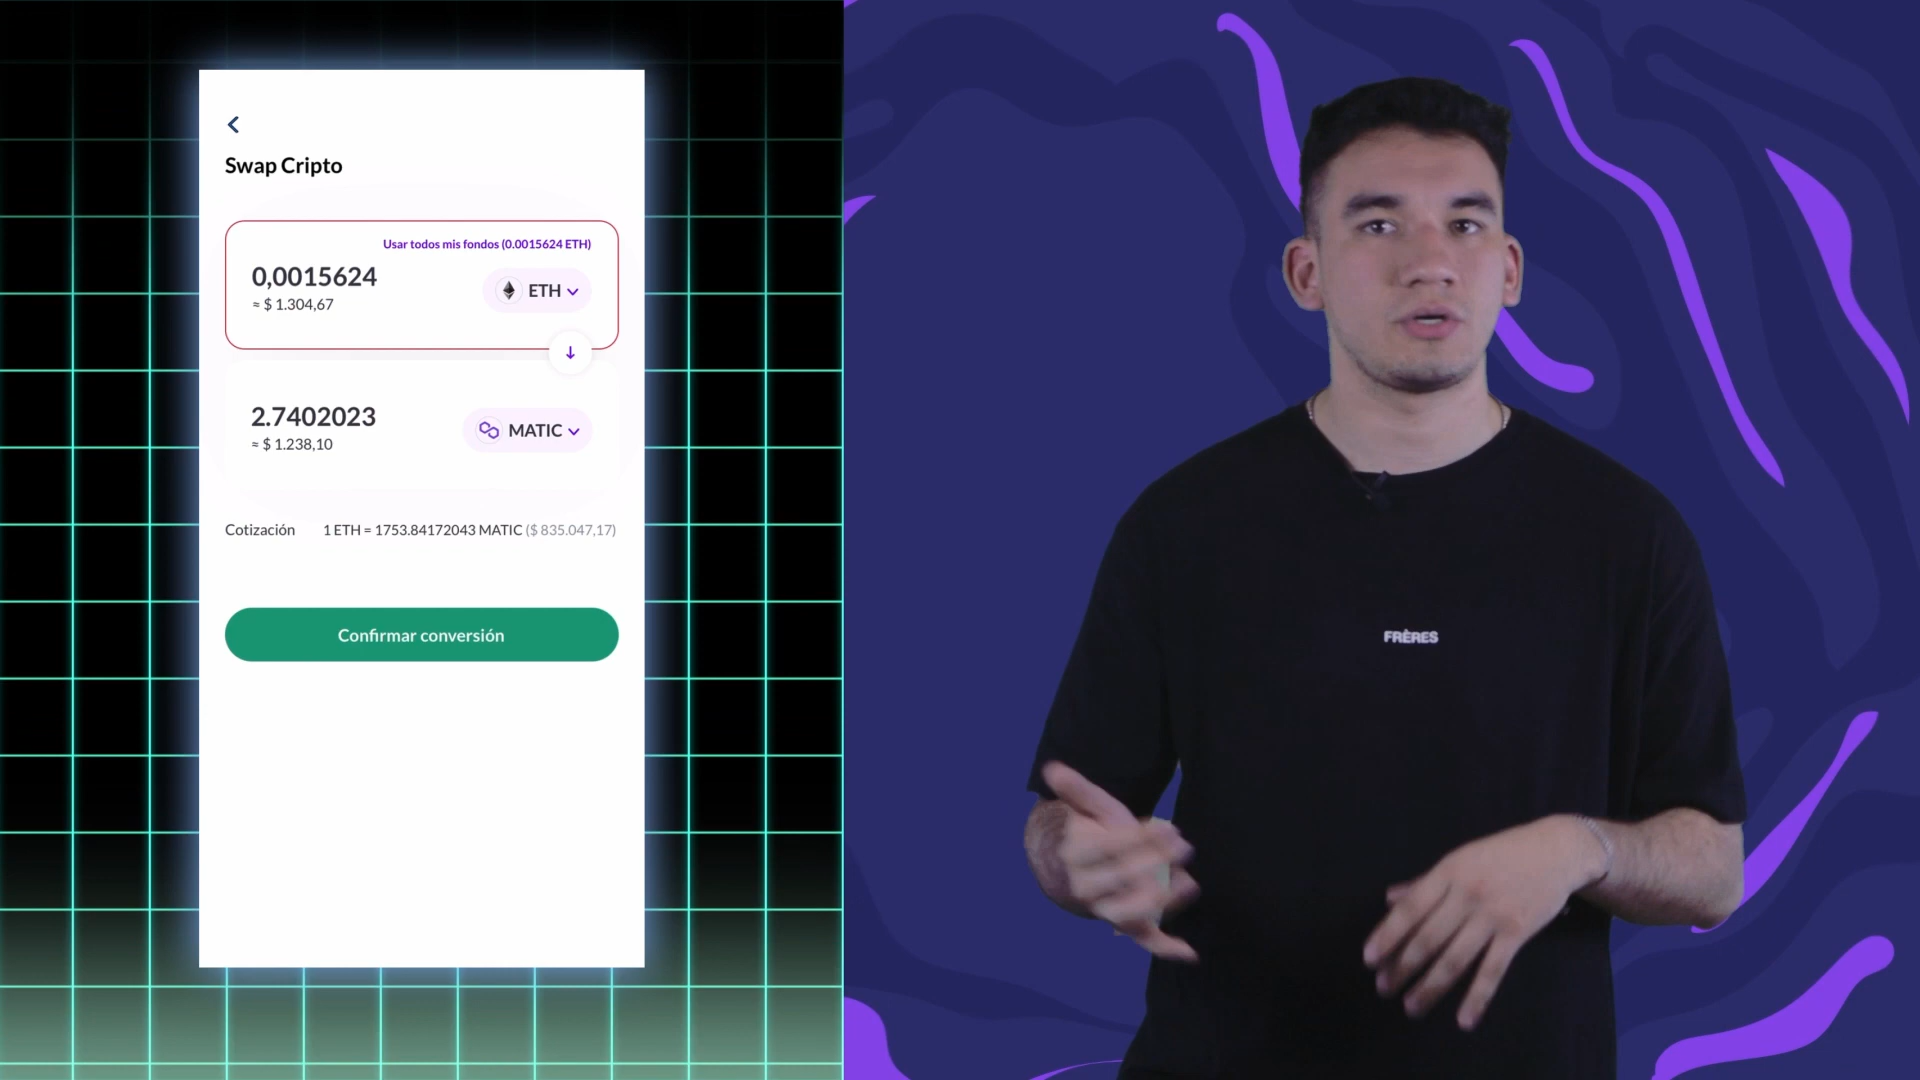 Swap Cripto
Usar todos mis fondos (0.0015624 ETH)
0,0015624
≈ $ 1.304,67
ETH
2.7402023
≈ $ 1.238,10
MATIC
Cotización 1 ETH = 1753.84172043 MATIC ($ 835.047,17)
Confirmar conversión
FRÈRES